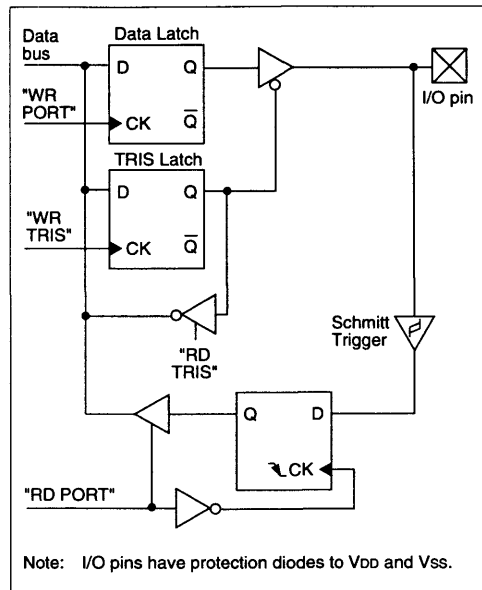 Data
bus
Data Latch
D
Q
"WR
PORT"
CK
Q̅
I/O pin
TRIS Latch
D
Q
"WR
TRIS"
CK
Q̅
"RD
TRIS"
Schmitt
Trigger
Q
D
CK
"RD PORT"
Note: I/O pins have protection diodes to VDD and VSS.